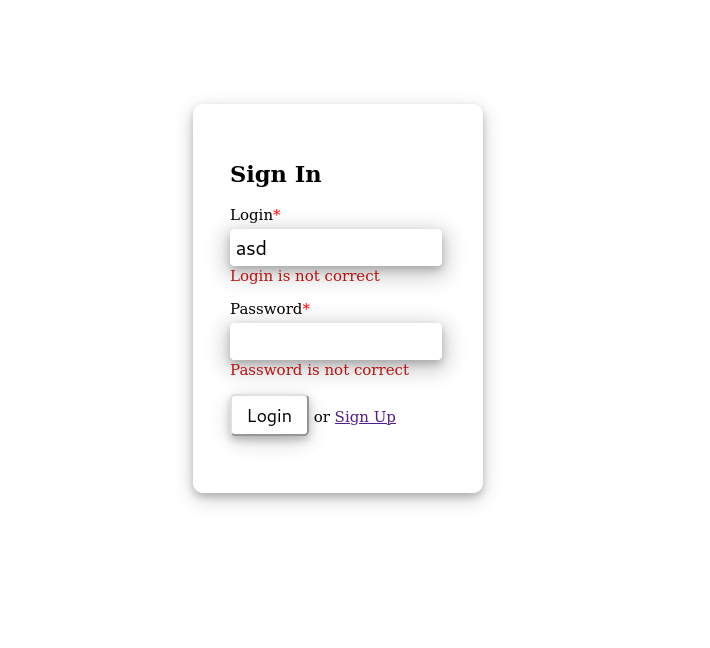 Sign In
Login*
asd
Login is not correct
Password*
Password is not correct
Login or Sign Up